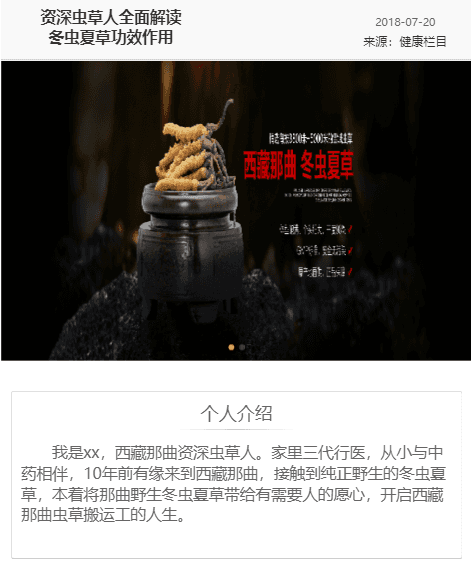 资深虫草人全面解读
冬虫夏草功效作用
2018-07-20
来源：健康栏目
西藏那曲 冬虫夏草
个人介绍
我是xx，西藏那曲资深虫草人。家里三代行医，从小与中
药相伴，10年前有缘来到西藏那曲，接触到纯正野生的冬虫夏
草，本着将那曲野生冬虫夏草带给有需要人的愿心，开启西藏
那曲虫草搬运工的人生。